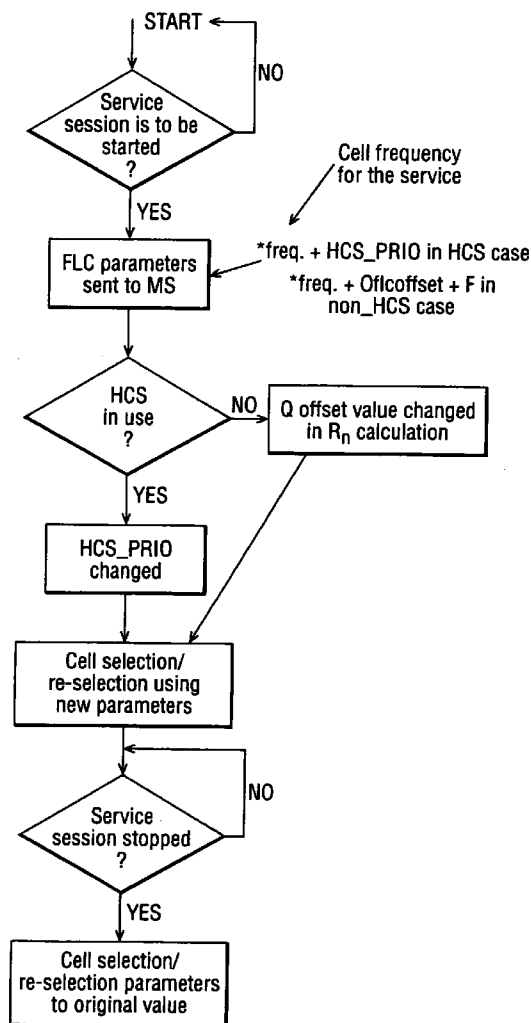 START
NO
Service
session is to be
started
?
YES
Cell frequency
for the service
FLC parameters
sent to MS
*freq. + HCS_PRIO in HCS case
*freq. + Oflcoffset + F in
non_HCS case
HCS
in use
?
NO
Q offset value changed
in Rn calculation
YES
HCS_PRIO
changed
Cell selection/
re-selection using
new parameters
NO
Service
session stopped
?
YES
Cell selection/
re-selection parameters
to original value